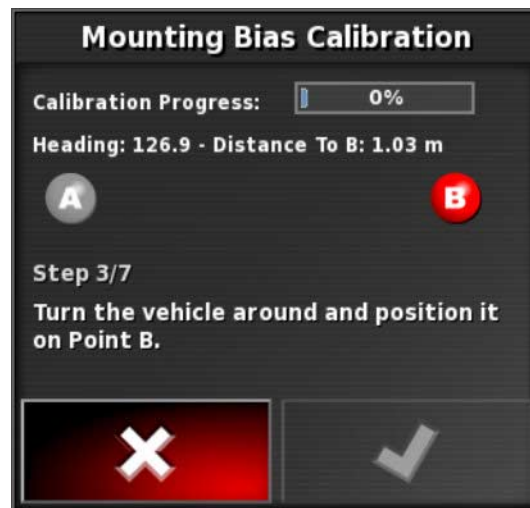 Mounting Bias Calibration
Calibration Progress: 0%
Heading: 126.9 - Distance To B: 1.03 m
A B
Step 3/7
Turn the vehicle around and position it
on Point B.